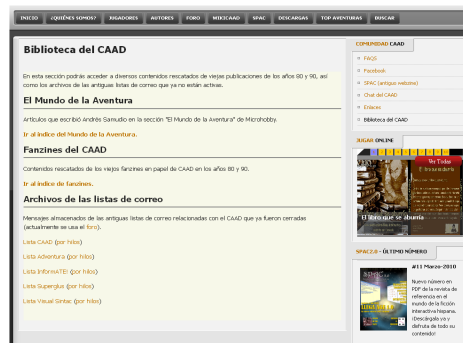 INICIO ¿QUIÉNES SOMOS? JUGADORES AUTORES FORO WIKICAAD SPAC DESCARGAS TOP AVENTURAS BUSCAR
Biblioteca del CAAD
En esta sección podrás acceder a diversos contenidos rescatados de viejas publicaciones de los años 80 y 90, así
como los archivos de las listas de correo que ya no están activas.
El Mundo de la Aventura
Artículos que escribió Andrés Samudio en la sección "El Mundo de la Aventura" de Microhobby.
Ir al índice del Mundo de la Aventura.
Fanzines del CAAD
Contenidos rescatados de los viejos fanzines en papel de CAAD en los años 80 y 90.
Ir al índice de fanzines.
Archivos de las listas de correo
Mensajes almacenados de las antiguas listas de correo relacionadas con el CAAD que ya fueron cerradas
(actualmente se usa el foro).
Lista CAAD (por hilos)
Lista Adventura (por hilos)
Lista InformATE! (por hilos)
Lista Superglus (por hilos)
Lista Visual Sintac (por hilos)
COMUNIDAD CAAD
FAQS
Facebook
SPAC (antigua website)
Chat del CAAD
Enlaces
Biblioteca del CAAD
JUGAR ONLINE
Ver Todas
El libro que se aburría
SPAC2.0 - ÚLTIMO NÚMERO
SPAC
#11 Marzo-2010
Nuevo número en
PDF de la revista de
referencia en el
mundo de la ficción
interactiva hispana.
¡Descárgala ya y
disfruta de todo su
contenido!